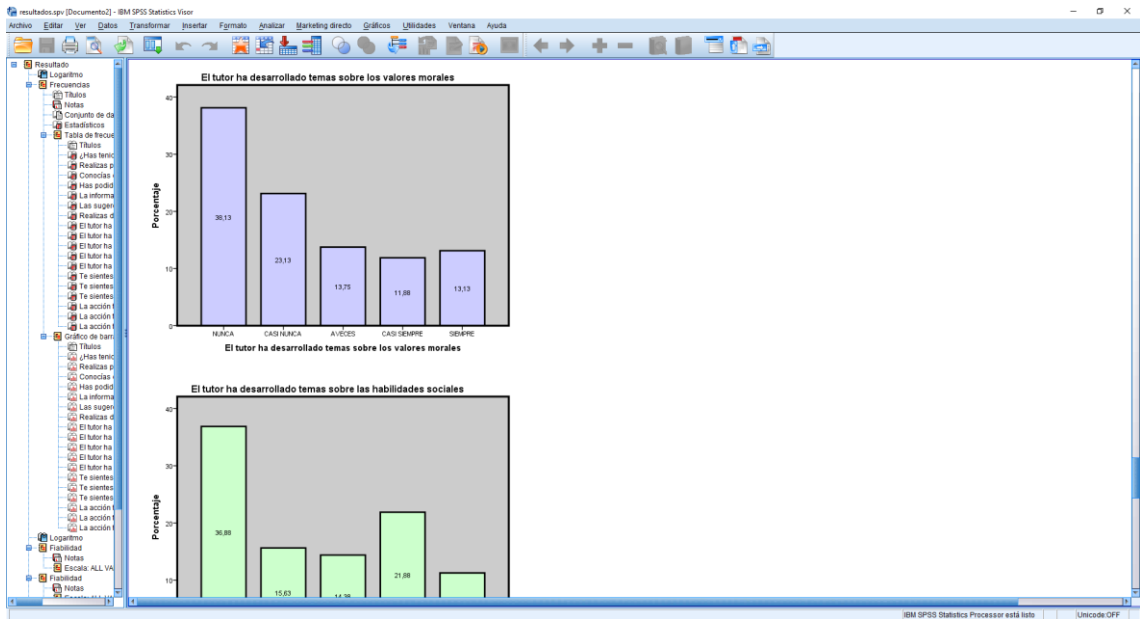 resultados.spv [Documento2] - IBM SPSS Statistics Visor
Archivo Editar Ver Datos Transformar Insertar Formato Analizar Marketing directo Gráficos Utilidades Ventana Ayuda
Resultado
Logaritmo
Frecuencias
Títulos
Notas
Conjunto de da
Estadísticos
Tabla de frecue
Títulos
¿Has tenic
Realizas p
Conocías
Has podid
La informa
Las suger
Realizas d
El tutor ha
El tutor ha
El tutor ha
El tutor ha
El tutor ha
Te sientes
Te sientes
Te sientes
La acción t
La acción t
La acción t
Gráfico de barr
Títulos
¿Has tenic
Realizas p
Conocías
Has podid
La informa
Las suger
Realizas d
El tutor ha
El tutor ha
El tutor ha
El tutor ha
El tutor ha
Te sientes
Te sientes
Te sientes
La acción t
La acción t
La acción t
Logaritmo
Fiabilidad
Notas
Escala: ALL VA
Fiabilidad
Notas
El tutor ha desarrollado temas sobre los valores morales
Porcentaje
40
30
20
10
0
38,13
23,13
13,75
11,88
13,13
NUNCA CASI NUNCA A VECES CASI SIEMPRE SIEMPRE
El tutor ha desarrollado temas sobre los valores morales
El tutor ha desarrollado temas sobre las habilidades sociales
Porcentaje
40
30
20
10
36,88
15,63
14,38
21,88
IBM SPSS Statistics Processor está listo
Unicode:OFF